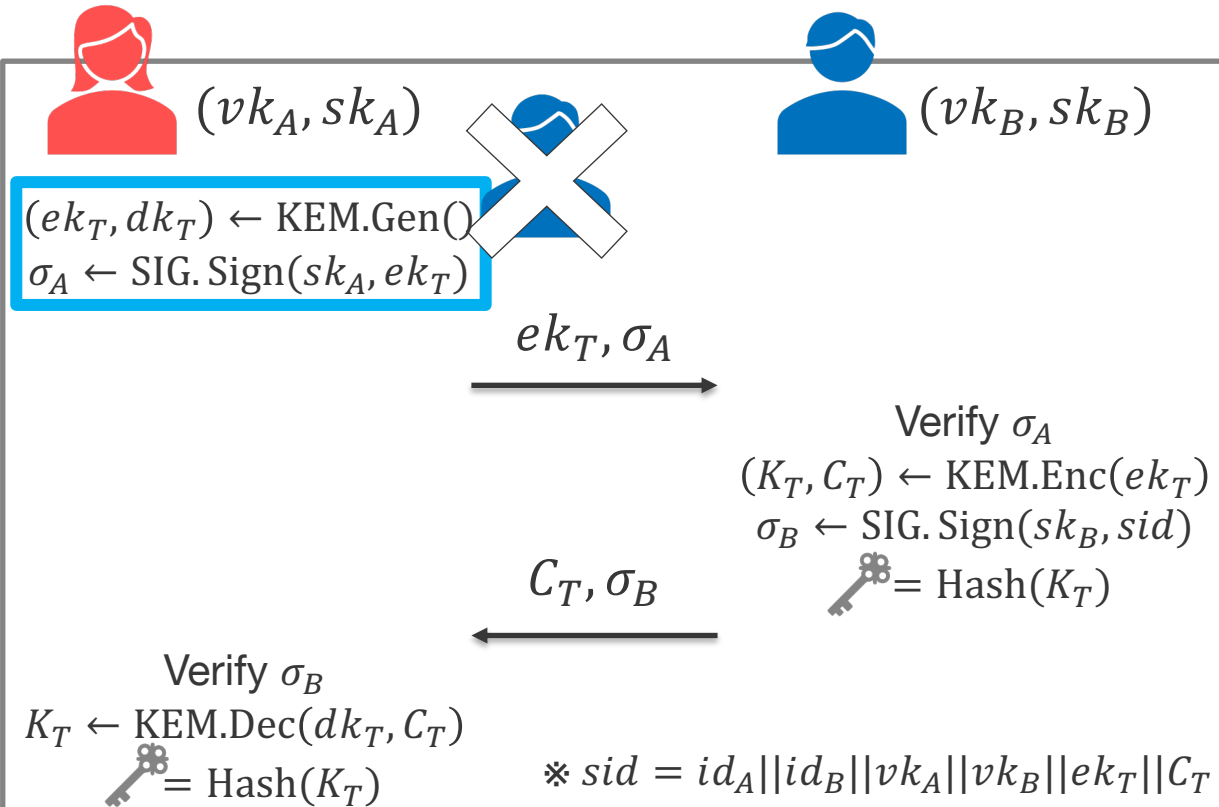 (vk_A, sk_A)
(vk_B, sk_B)
(ek_T, dk_T) ← KEM.Gen()
σ_A ← SIG. Sign(sk_A, ek_T)
ek_T, σ_A
Verify σ_A
(K_T, C_T) ← KEM.Enc(ek_T)
σ_B ← SIG. Sign(sk_B, sid)
= Hash(K_T)
C_T, σ_B
Verify σ_B
K_T ← KEM.Dec(dk_T, C_T)
= Hash(K_T)
※ sid = id_A||id_B||vk_A||vk_B||ek_T||C_T